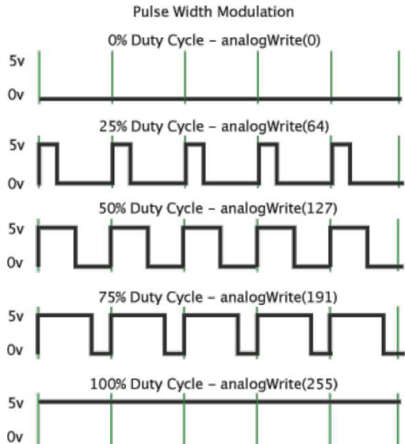 Pulse Width Modulation
0% Duty Cycle – analogWrite(0)
5v
0v
25% Duty Cycle – analogWrite(64)
5v
0v
50% Duty Cycle – analogWrite(127)
5v
0v
75% Duty Cycle – analogWrite(191)
5v
0v
100% Duty Cycle – analogWrite(255)
5v
0v